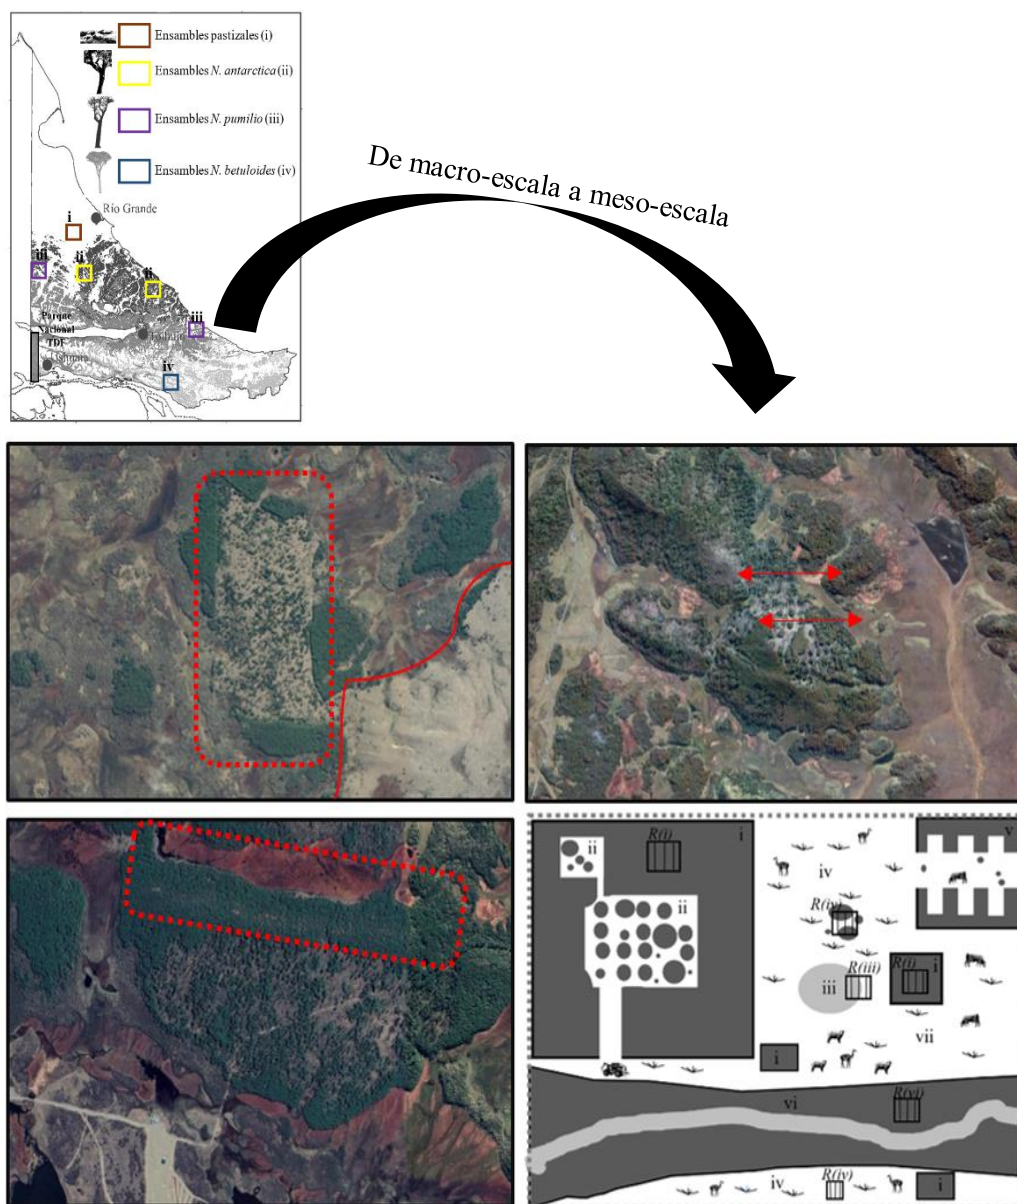 Ensambles pastizales (i)
Ensambles N. antarctica (ii)
Ensambles N. pumilio (iii)
Ensambles N. betuloides (iv)
Río Grande
i
iii
ii
ii
iii
Parque
Nacional
TDF
iv
De macro-escala a meso-escala
R(i)
i
ii
ii
iv
v
R(iv)
R(iii)
iii
R(i)
i
vii
i
vi
R(vi)
iv
R(iv)
i